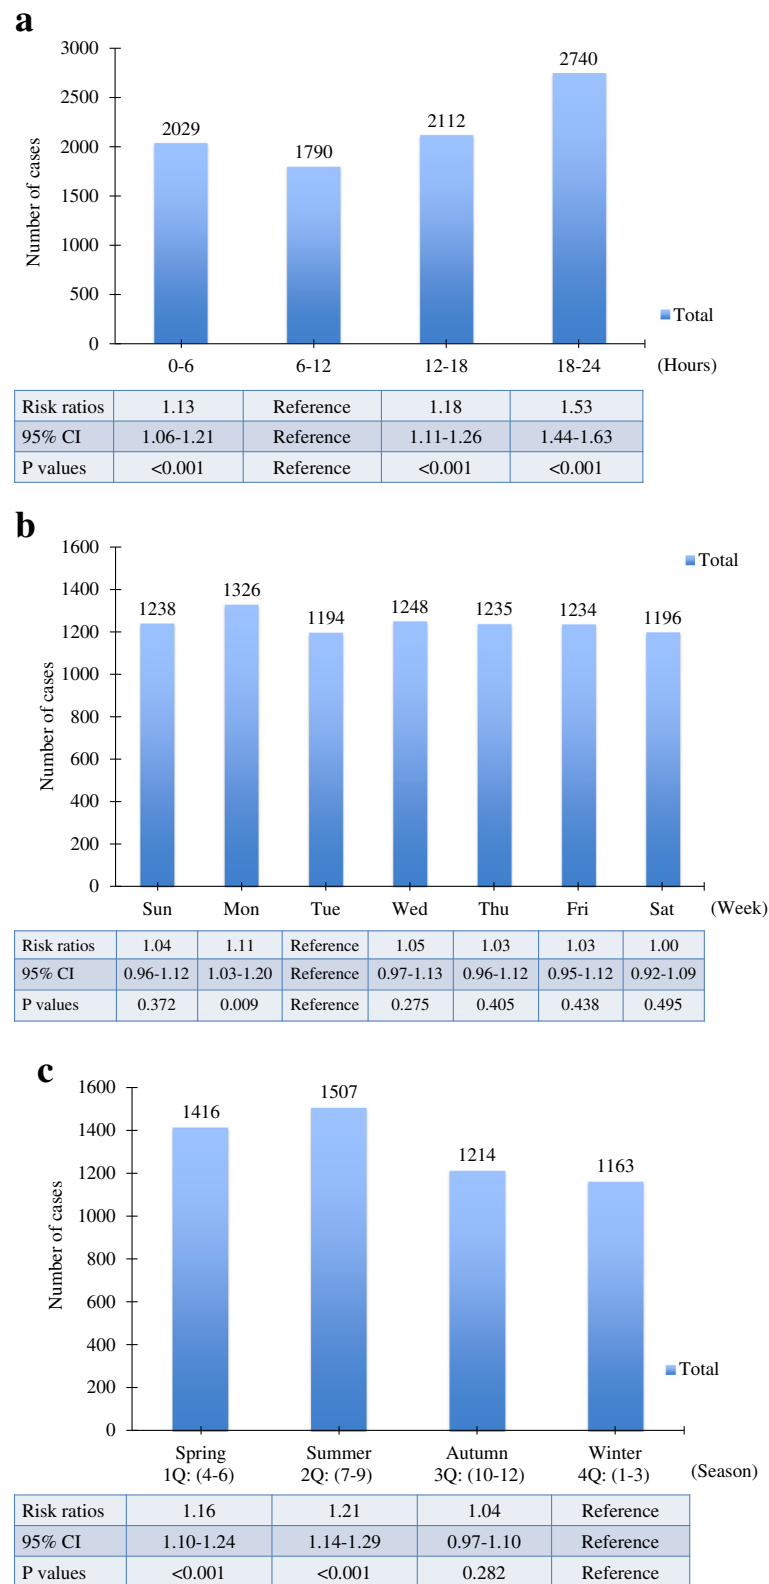 a
Number of cases
3000
2500
2000
1500
1000
500
0
2029
1790
2112
2740
Total
0-6 6-12 12-18 18-24 (Hours)
Risk ratios 1.13 Reference 1.18 1.53
95% CI 1.06-1.21 Reference 1.11-1.26 1.44-1.63
P values <0.001 Reference <0.001 <0.001
b
Number of cases
1600
1400
1200
1000
800
600
400
200
0
1238 1326 1194 1248 1235 1234 1196
Total
Sun Mon Tue Wed Thu Fri Sat (Week)
Risk ratios 1.04 1.11 Reference 1.05 1.03 1.03 1.00
95% CI 0.96-1.12 1.03-1.20 Reference 0.97-1.13 0.96-1.12 0.95-1.12 0.92-1.09
P values 0.372 0.009 Reference 0.275 0.405 0.438 0.495
c
Number of cases
1600
1400
1200
1000
800
600
400
200
0
1416 1507 1214 1163
Total
Spring Summer Autumn Winter
1Q: (4-6) 2Q: (7-9) 3Q: (10-12) 4Q: (1-3) (Season)
Risk ratios 1.16 1.21 1.04 Reference
95% CI 1.10-1.24 1.14-1.29 0.97-1.10 Reference
P values <0.001 <0.001 0.282 Reference